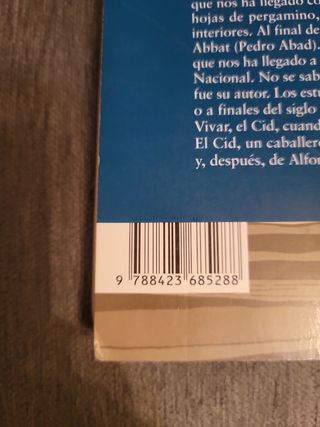 que nos ha llegado co
hojas de pergamino,
interiores. Al final de
Abbat (Pedro Abad).
que nos ha llegado a
Nacional. No se sab
fue su autor. Los estu
o a finales del siglo
Vivar, el Cid, cuand
El Cid, un caballero
y, después, de Alfon
9 788423 685288